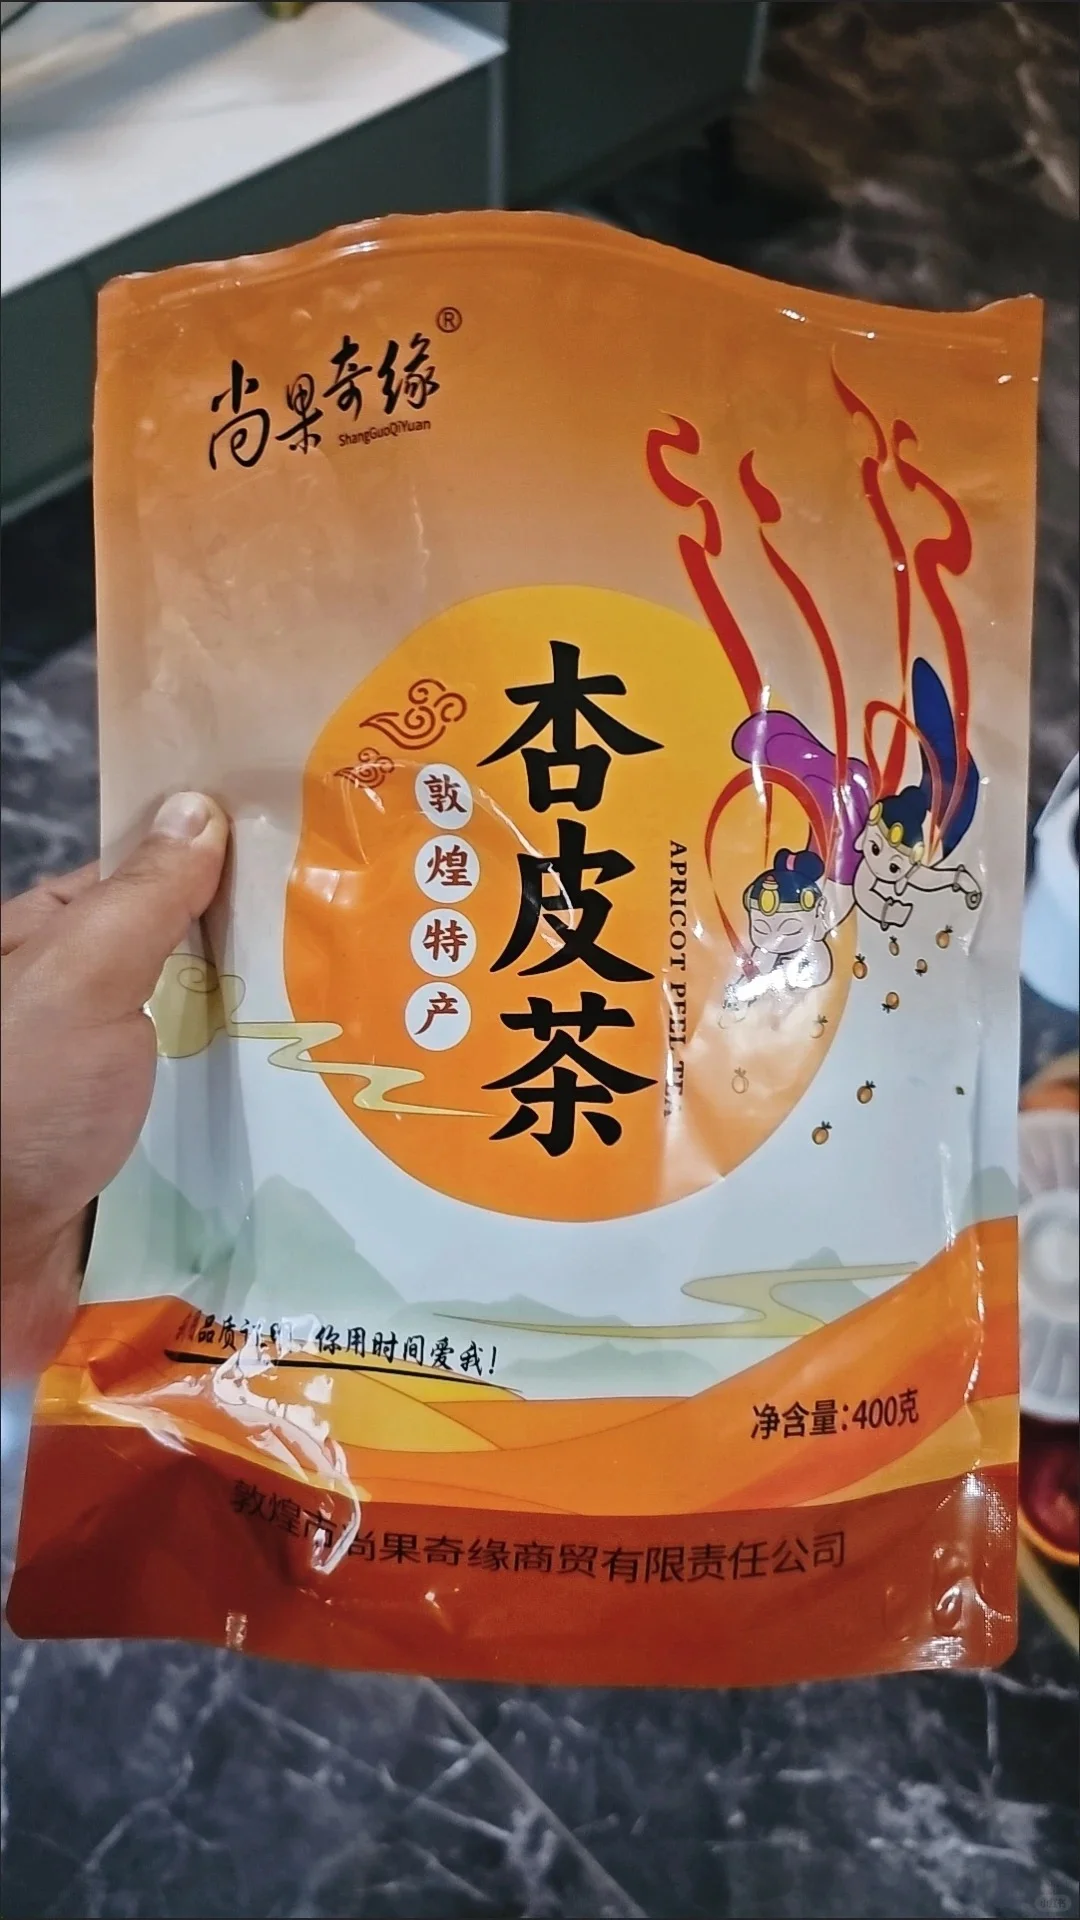 尚果奇缘®
ShangGuoQiYuan
杏皮茶
敦煌特产
APRICOT PEEL TEA
品质证明 你用时间爱我!
净含量:400克
敦煌市尚果奇缘商贸有限责任公司